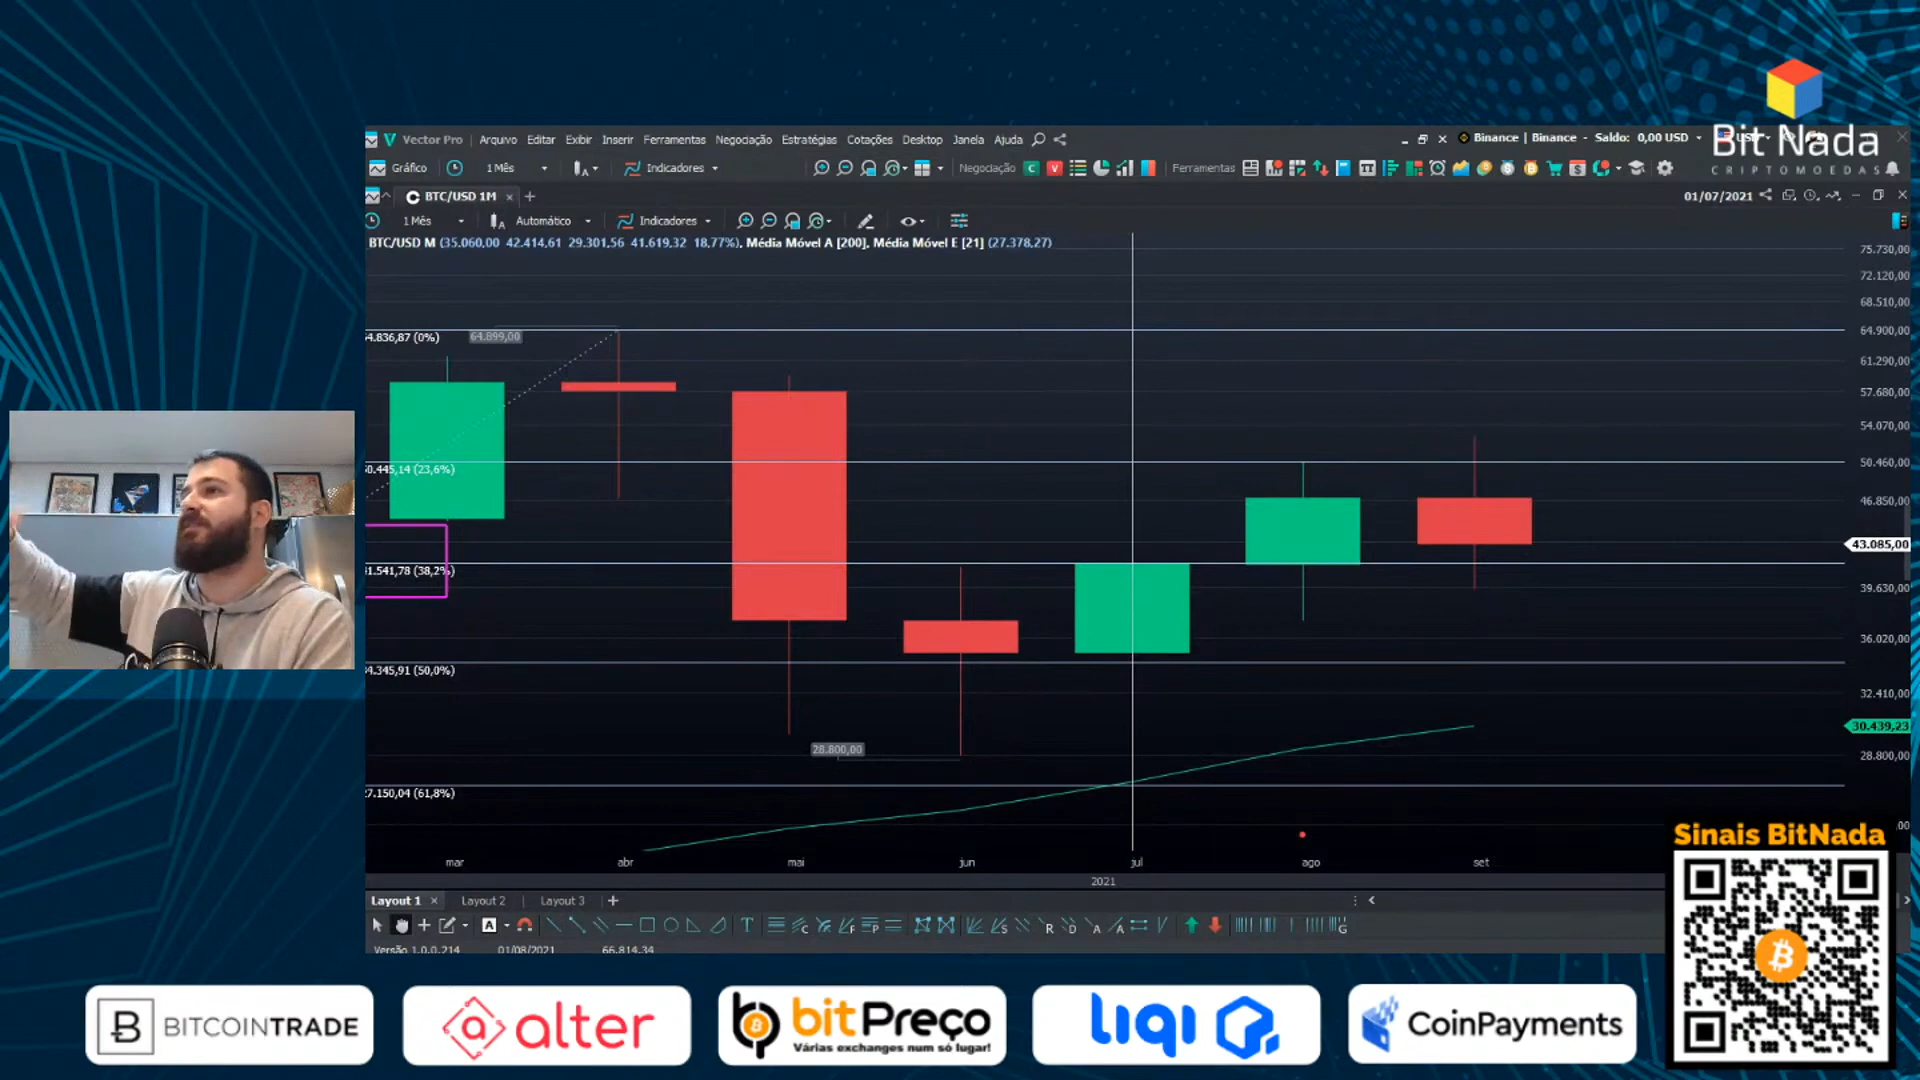 Bit Nada
CRIPTOMOEDAS
Vector Pro
Arquivo Editar Exibir Inserir Ferramentas Negociação Estratégias Cotações Desktop Janela Ajuda
Binance | Binance - Saldo: 0,00 USD
Gráfico 1 Mês Indicadores
Negociação
Ferramentas
BTC/USD 1M
01/07/2021
1 Mês Automático Indicadores
BTC/USD M (35.060,00 42.414,61 29.301,56 41.619,32 18,77%), Média Móvel A [200], Média Móvel E [21] (27.378,27)
75.730,00
72.120,00
68.510,00
64.900,00
61.290,00
57.680,00
54.070,00
50.460,00
46.850,00
43.085,00
39.630,00
36.020,00
32.410,00
30.439,23
28.800,00
4.836,87 (0%)
64.899,00
0.445,14 (23,6%)
1.541,78 (38,2%)
4.345,91 (50,0%)
28.800,00
7.150,04 (61,8%)
mar abr mai jun jul ago set
2021
Layout 1 Layout 2 Layout 3
Versão 1.0.0.214 01/08/2021 66.814,34
Sinais BitNada
BITCOINTRADE
alter
bitPreço
Várias exchanges num só lugar!
LIQI
CoinPayments